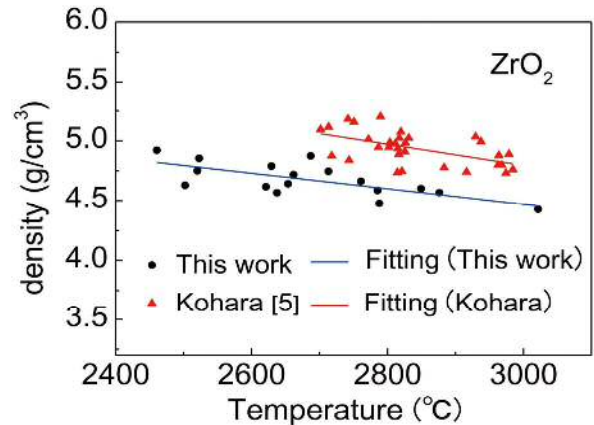 6.0
ZrO2
5.5
5.0
density (g/cm3)
4.5
This work
Fitting (This work)
4.0
Kohara [5]
Fitting (Kohara)
3.5
2400
2600
2800
3000
Temperature (℃)